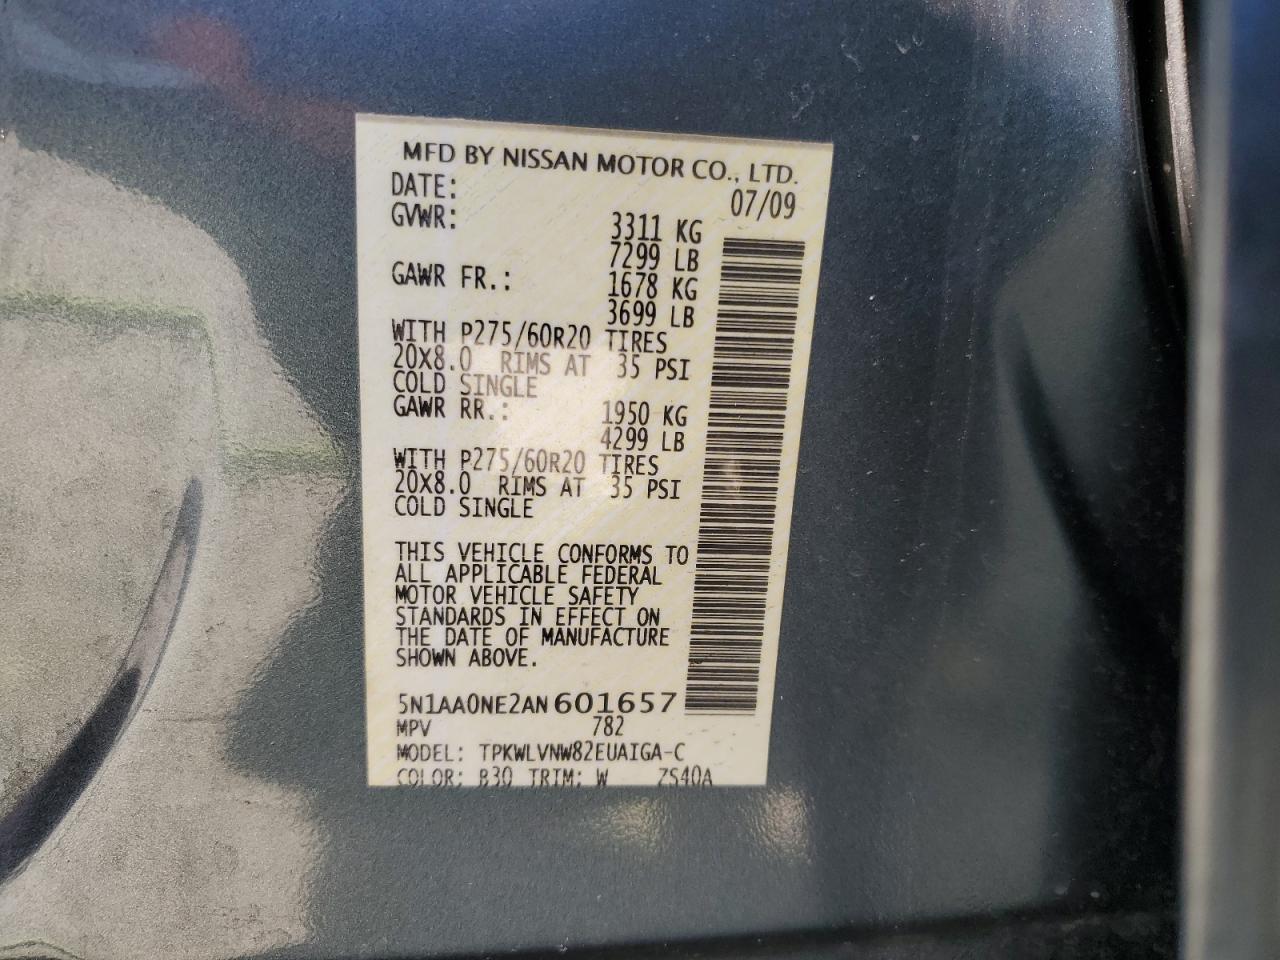 MFD BY NISSAN MOTOR CO., LTD.
DATE: 07/09
GVWR: 3311 KG
7299 LB
GAWR FR.: 1678 KG
3699 LB
WITH P275/60R20 TIRES
20X8.0 RIMS AT 35 PSI
COLD SINGLE
GAWR RR.: 1950 KG
4299 LB
WITH P275/60R20 TIRES
20X8.0 RIMS AT 35 PSI
COLD SINGLE
THIS VEHICLE CONFORMS TO
ALL APPLICABLE FEDERAL
MOTOR VEHICLE SAFETY
STANDARDS IN EFFECT ON
THE DATE OF MANUFACTURE
SHOWN ABOVE.
5N1AA0NE2AN601657
MPV 782
MODEL: TPKWLVNW82EUAIGA-C
COLOR: B30 TRIM: W ZS40A